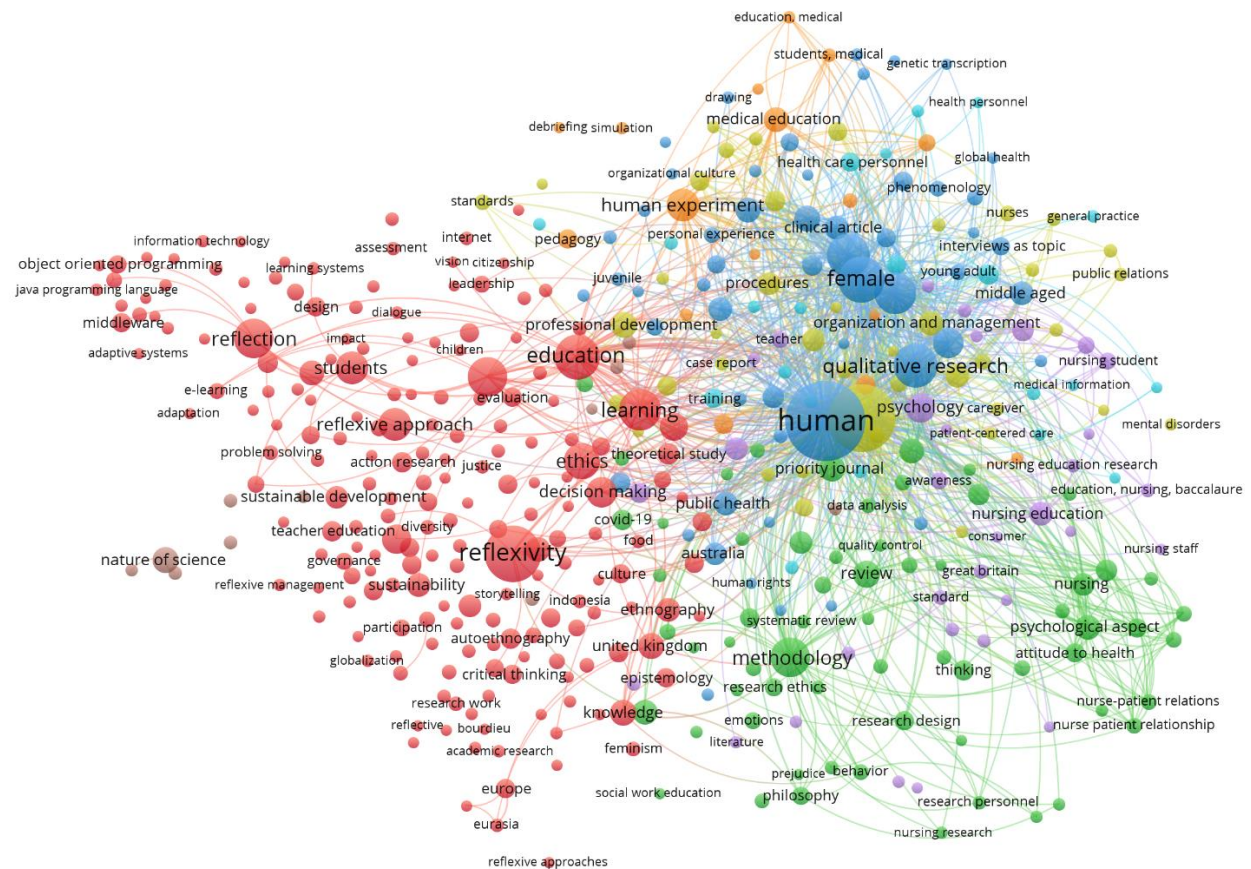 education, medical
students, medical
genetic transcription
drawing
health personnel
medical education
debriefing simulation
health care personnel
global health
organizational culture
phenomenology
standards
human experiment
nurses
general practice
clinical article
personal experience
information technology
assessment
internet
pedagogy
interviews as topic
object oriented programming
learning systems
vision
citizenship
young adult
public relations
java programming language
leadership
juvenile
procedures
female
middle aged
design
dialogue
middleware
professional development
organization and management
reflection
impact
teacher
adaptive systems
children
education
nursing student
students
case report
qualitative research
e-learning
evaluation
training
medical information
adaptation
learning
human
psychology
caregiver
reflexive approach
mental disorders
patient-centered care
problem solving
action research
justice
ethics
theoretical study
priority journal
nursing education research
awareness
education, nursing, baccalaure
sustainable development
decision making
public health
data analysis
nursing education
teacher education
diversity
covid-19
consumer
food
reflexivity
quality control
nursing staff
nature of science
governance
australia
great britain
review
reflexive management
sustainability
culture
human rights
nursing
storytelling
indonesia
standard
ethnography
systematic review
participation
psychological aspect
autoethnography
united kingdom
methodology
attitude to health
globalization
thinking
critical thinking
epistemology
research ethics
research work
nurse-patient relations
knowledge
emotions
research design
nurse patient relationship
reflective
bourdieu
literature
academic research
feminism
prejudice
behavior
europe
social work education
philosophy
research personnel
eurasia
nursing research
reflexive approaches